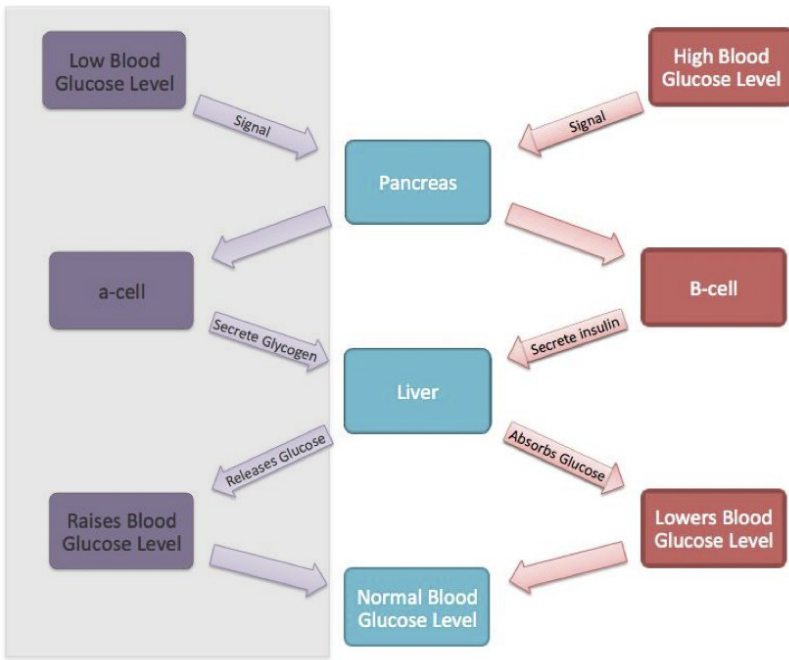 Low Blood
Glucose Level
High Blood
Glucose Level
Signal
Signal
Pancreas
a-cell
B-cell
Secrete Glycogen
Secrete insulin
Liver
Releases Glucose
Absorbs Glucose
Raises Blood
Glucose Level
Lowers Blood
Glucose Level
Normal Blood
Glucose Level